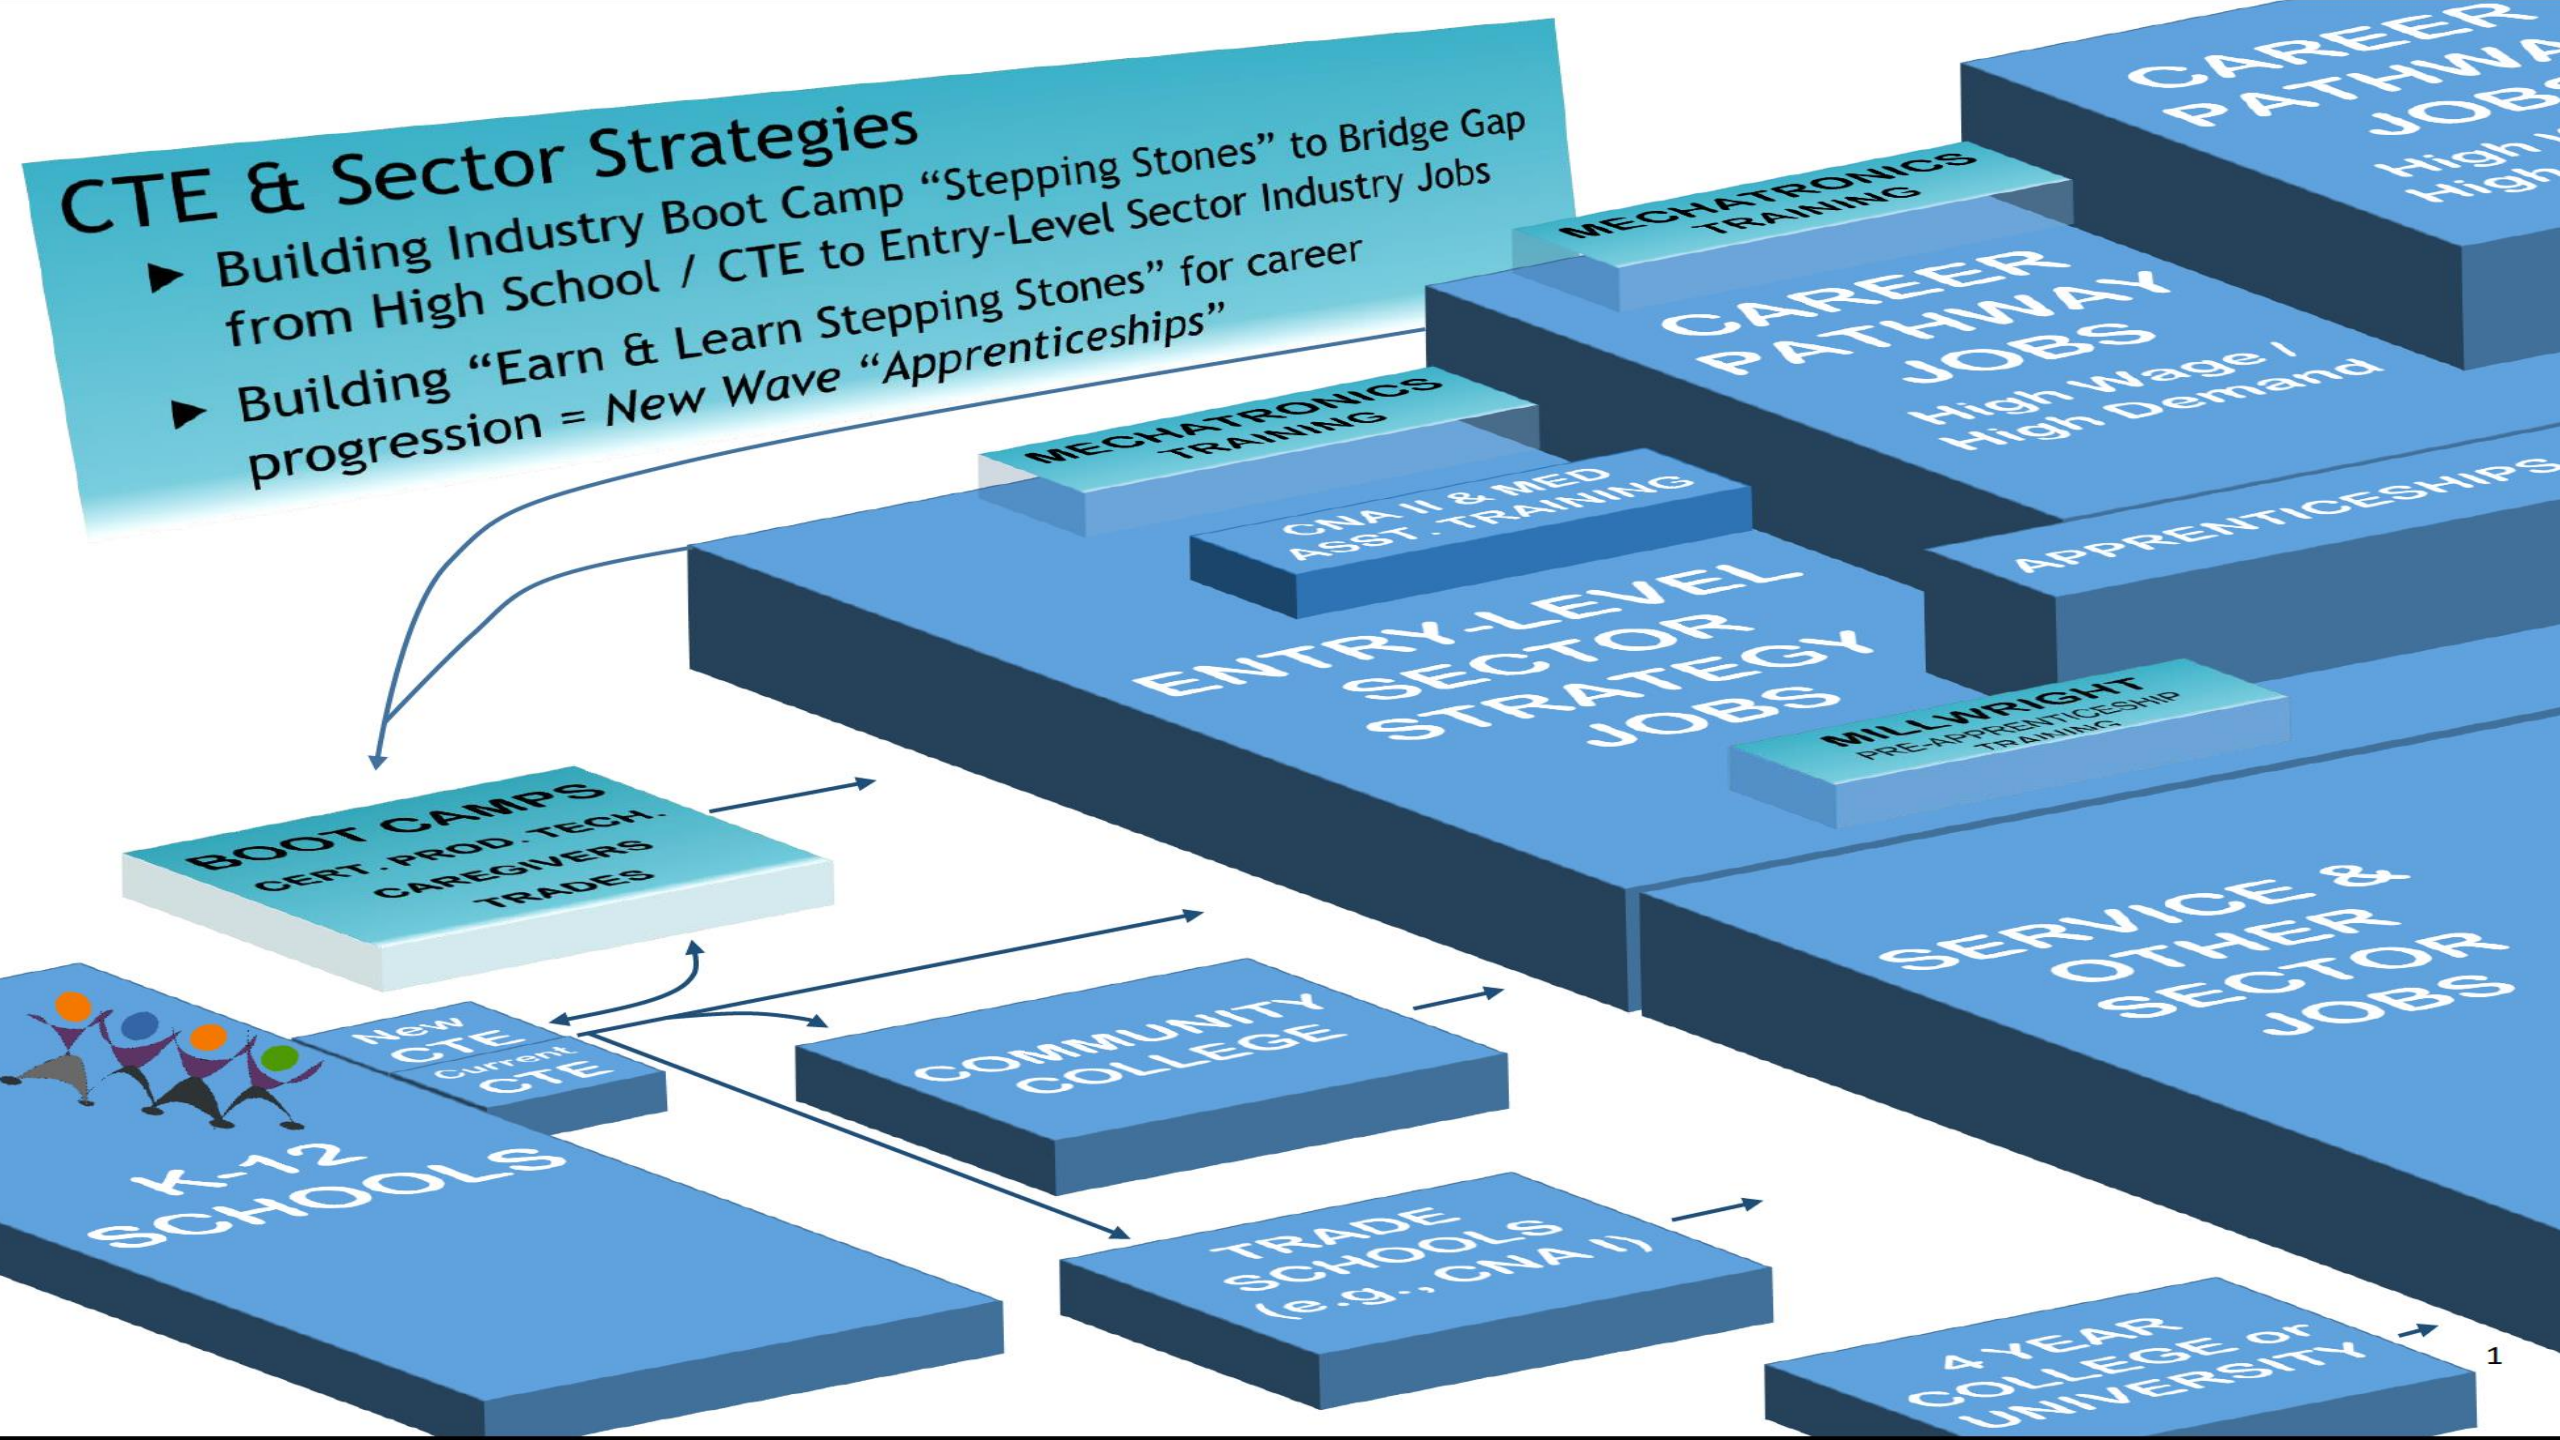 CTE & Sector Strategies
► Building Industry Boot Camp “Stepping Stones” to Bridge Gap
from High School / CTE to Entry-Level Sector Industry Jobs
► Building “Earn & Learn Stepping Stones” for career
progression = New Wave “Apprenticeships”
CAREER
JOBS
High
High
MECHATRONICS
TRAINING
CAREER
PATHWAY
JOBS
High Wage /
High Demand
APPRENTICESHIPS
MECHATRONICS
TRAINING
CNA II & MED
ASST. TRAINING
ENTRY-LEVEL
SECTOR
STRATEGY
JOBS
MILLWRIGHT
PRE-APPRENTICESHIP
TRAINING
SERVICE &
OTHER
SECTOR
JOBS
BOOT CAMPS
CERT. PROD. TECH.
CAREGIVERS
TRADES
New
CTE
Current
CTE
K-12
SCHOOLS
COMMUNITY
COLLEGE
TRADE
SCHOOLS
(e.g., CNA I)
4 YEAR
COLLEGE or
UNIVERSITY
1